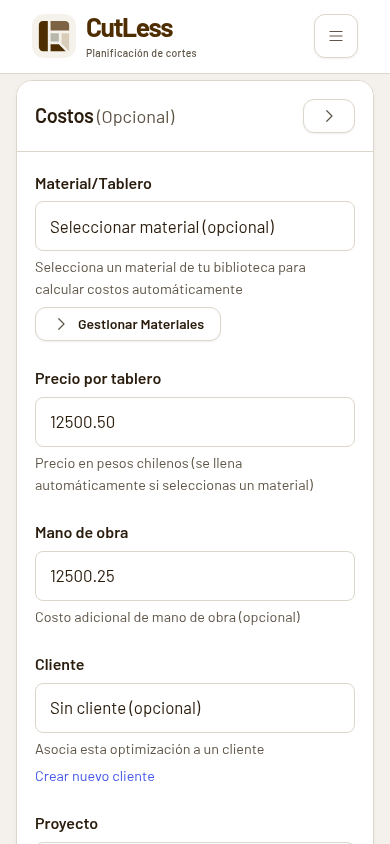 CutLess
Planificación de cortes
Costos (Opcional)
Material/Tablero
Seleccionar material (opcional)
Selecciona un material de tu biblioteca para
calcular costos automáticamente
Gestionar Materiales
Precio por tablero
12500.50
Precio en pesos chilenos (se llena
automáticamente si seleccionas un material)
Mano de obra
12500.25
Costo adicional de mano de obra (opcional)
Cliente
Sin cliente (opcional)
Asocia esta optimización a un cliente
Crear nuevo cliente
Proyecto